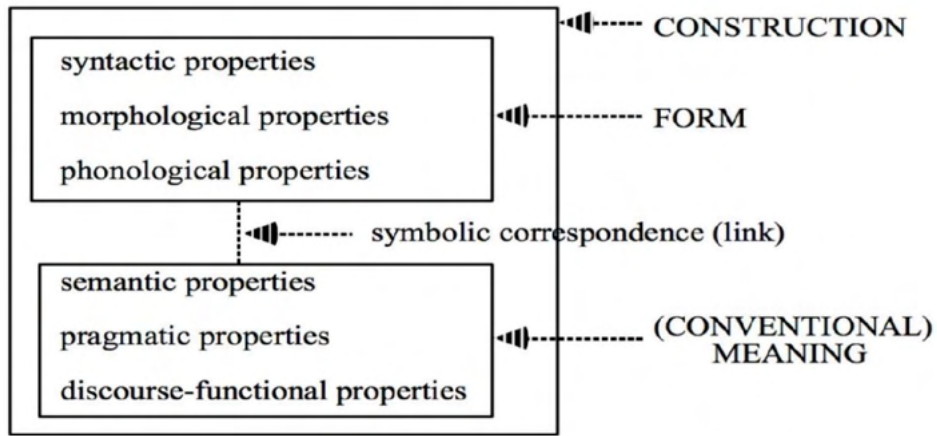 CONSTRUCTION
syntactic properties
morphological properties
FORM
phonological properties
symbolic correspondence (link)
semantic properties
pragmatic properties
(CONVENTIONAL)
MEANING
discourse-functional properties